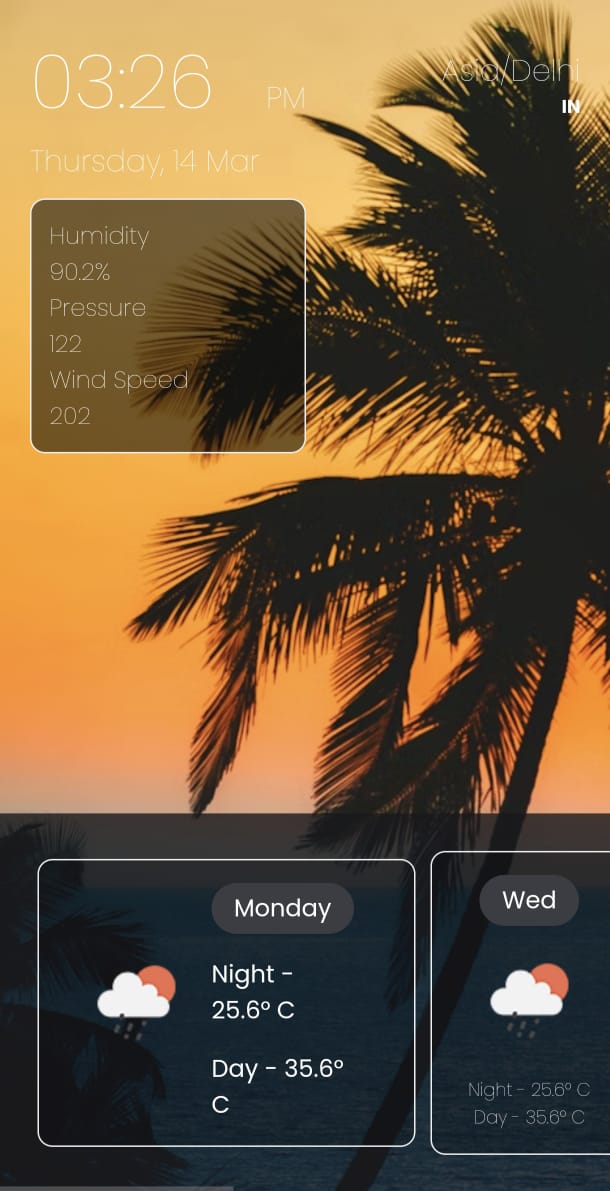 03:26 PM
Asia/Delhi
IN
Thursday, 14 Mar
Humidity
90.2%
Pressure
122
Wind Speed
202
Monday
Night -
25.6° C
Day - 35.6°
C
Wed
Night - 25.6° C
Day - 35.6° C